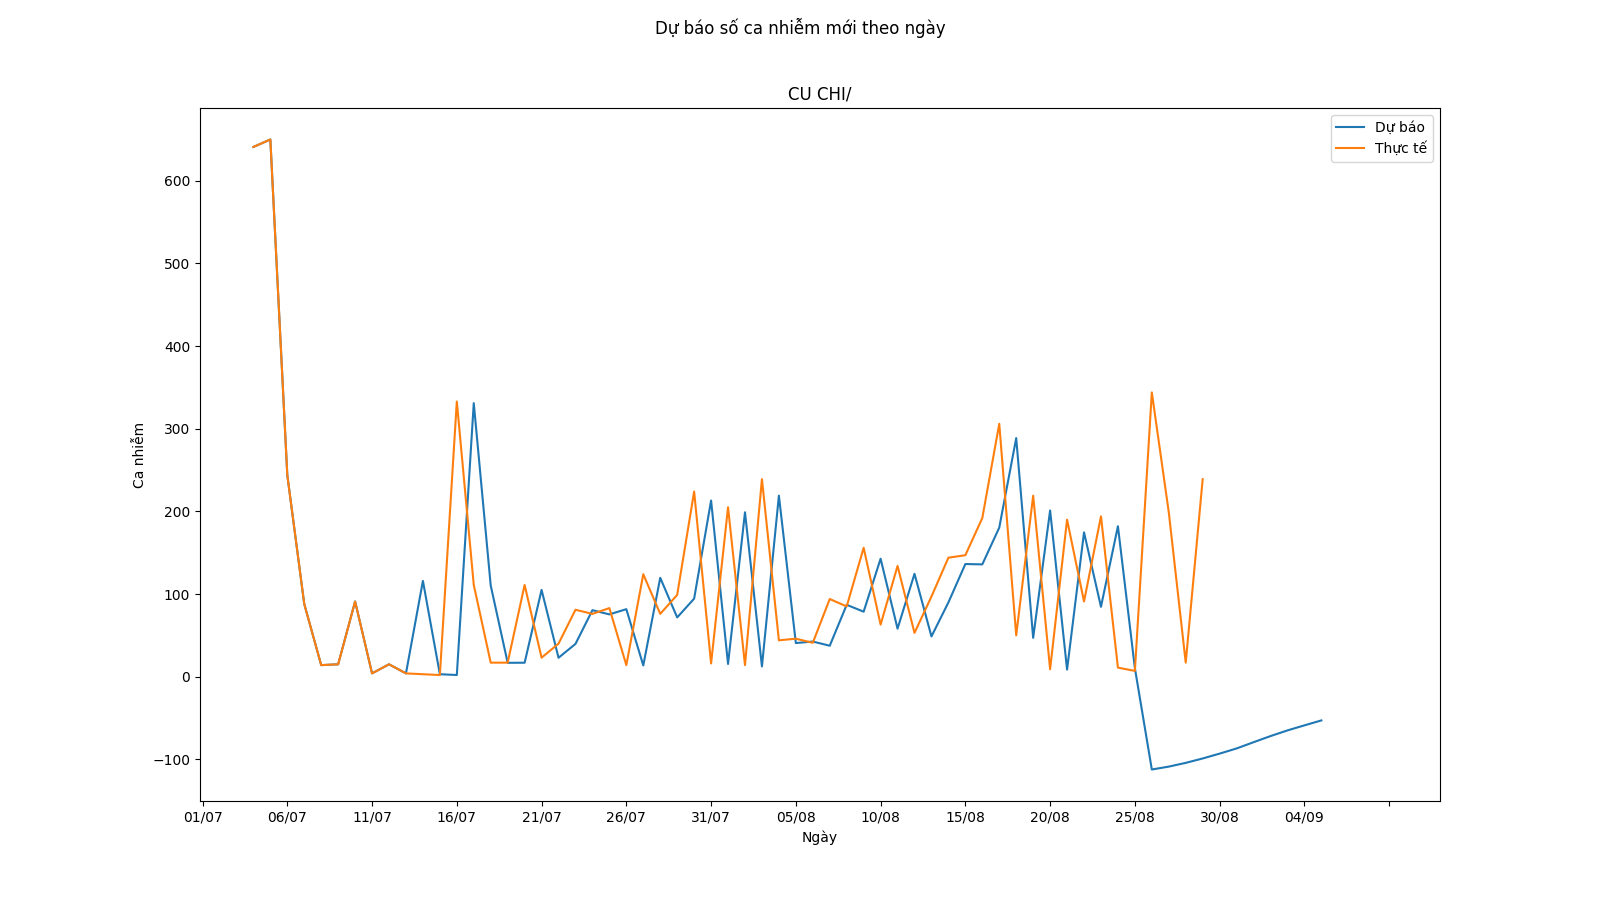 Dự báo số ca nhiễm mới theo ngày
CU CHI/
Dự báo
Thực tế
600
500
400
300
200
100
0
−100
Ca nhiễm
01/07 06/07 11/07 16/07 21/07 26/07 31/07 05/08 10/08 15/08 20/08 25/08 30/08 04/09
Ngày